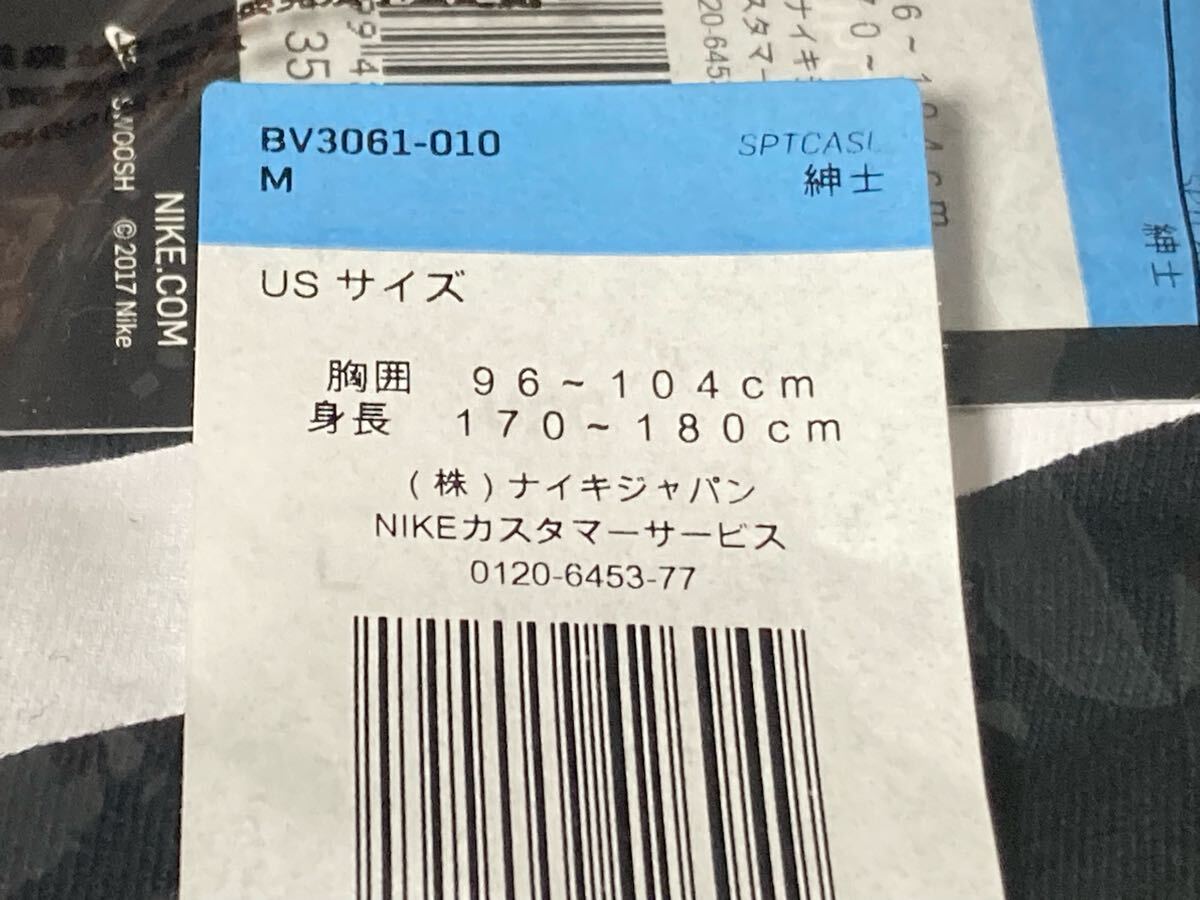 BV3061-010
SPTCASL
M
紳士
US サイズ
胸囲 96~104cm
身長 170~180cm
(株)ナイキジャパン
NIKEカスタマーサービス
0120-6453-77
NIKE.COM
SWOOSH © 2017 Nike
35
紳士